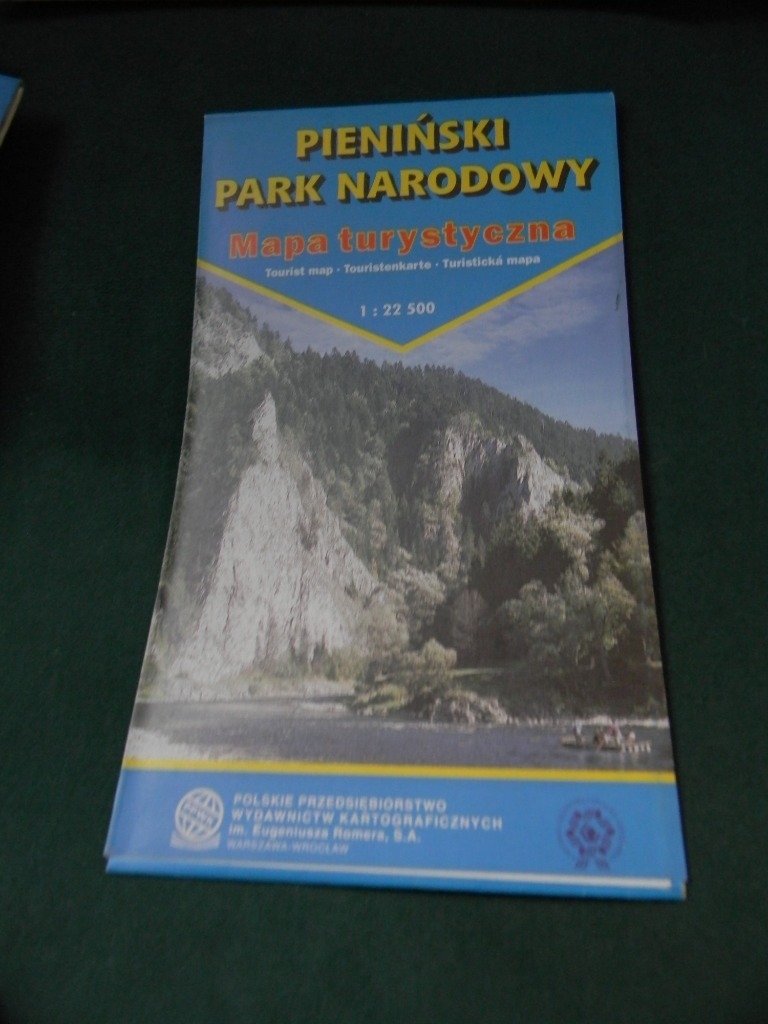 PIENIŃSKI
PARK NARODOWY
Mapa turystyczna
Tourist map · Touristenkarte · Turistická mapa
1 : 22 500
POLSKIE PRZEDSIĘBIORSTWO
WYDAWNICTW KARTOGRAFICZNYCH
im. Eugeniusza Romera, S.A.
WARSZAWA-WROCŁAW